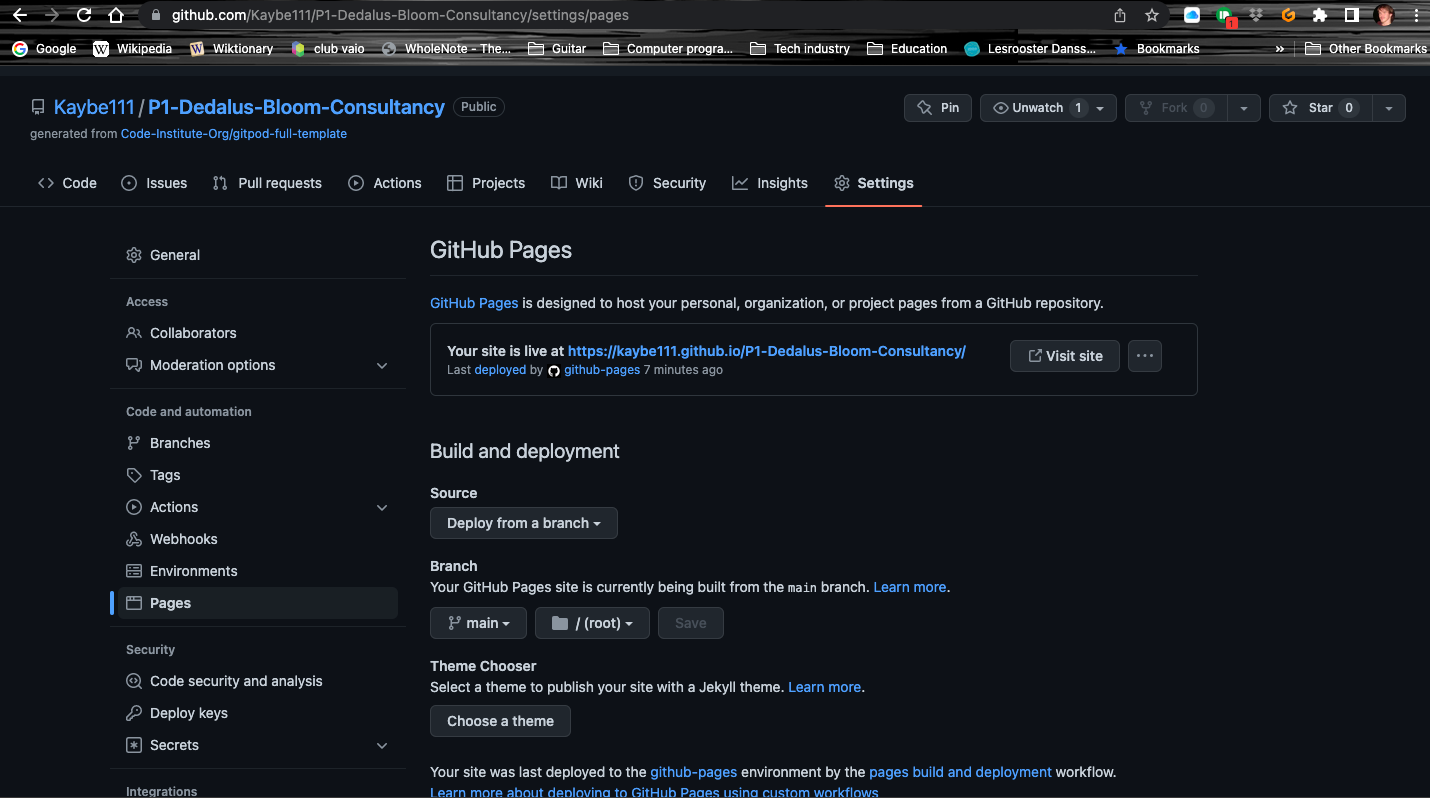 github.com/Kaybe111/P1-Dedalus-Bloom-Consultancy/settings/pages
1
Google Wikipedia Wiktionary club vaio WholeNote - The... Guitar Computer progra... Tech industry Education Lesrooster Danss... Bookmarks » Other Bookmarks
Kaybe111 / P1-Dedalus-Bloom-Consultancy Public Pin Unwatch 1 Fork 0 Star 0
generated from Code-Institute-Org/gitpod-full-template
Code Issues Pull requests Actions Projects Wiki Security Insights Settings
General
Access
Collaborators
Moderation options
Code and automation
Branches
Tags
Actions
Webhooks
Environments
Pages
Security
Code security and analysis
Deploy keys
Secrets
Integrations
GitHub Pages
GitHub Pages is designed to host your personal, organization, or project pages from a GitHub repository.
Your site is live at https://kaybe111.github.io/P1-Dedalus-Bloom-Consultancy/
Last deployed by github-pages 7 minutes ago
Visit site
Build and deployment
Source
Deploy from a branch
Branch
Your GitHub Pages site is currently being built from the main branch. Learn more.
main / (root) Save
Theme Chooser
Select a theme to publish your site with a Jekyll theme. Learn more.
Choose a theme
Your site was last deployed to the github-pages environment by the pages build and deployment workflow.
Learn more about deploying to GitHub Pages using custom workflows